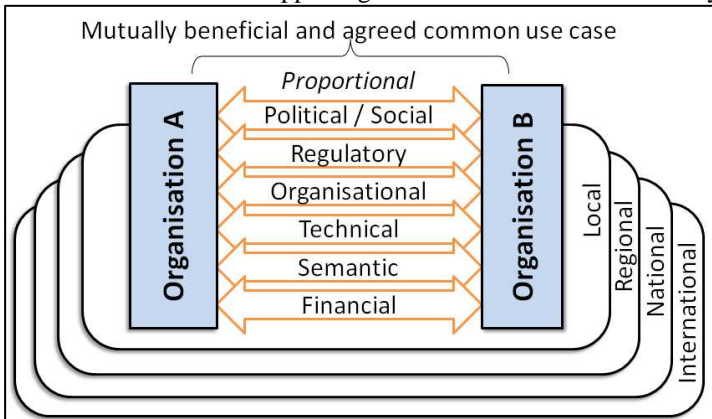 Mutually beneficial and agreed common use case
Proportional
Political / Social
Regulatory
Organisational
Technical
Semantic
Financial
Organisation A
Organisation B
Local
Regional
National
International